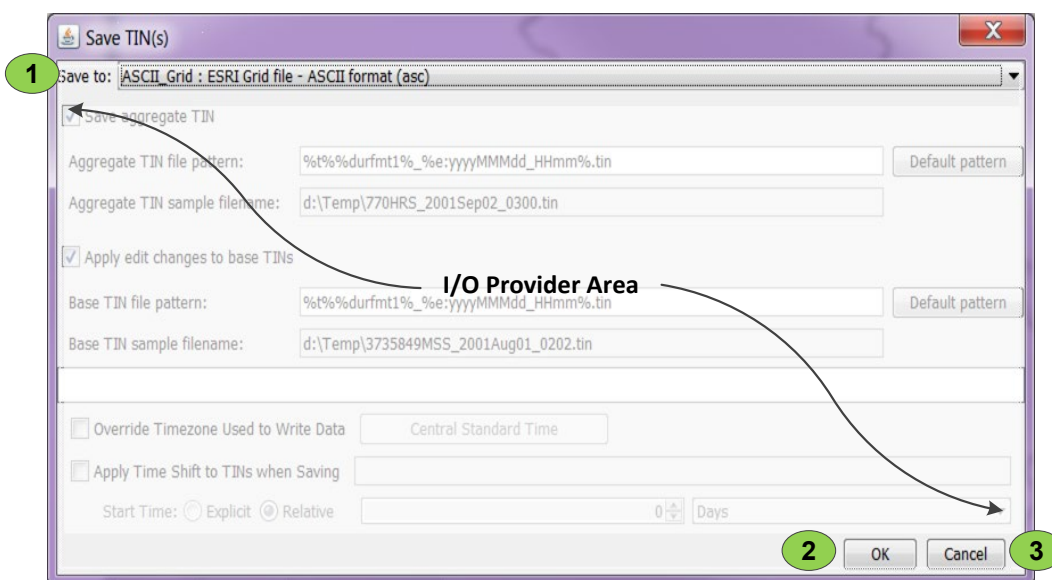 Save TIN(s)
X
1
Save to: ASCII_Grid : ESRI Grid file - ASCII format (asc)
Save aggregate TIN
Aggregate TIN file pattern: %t%%durfmt1%_%e:yyyyMMMdd_HHmm%.tin Default pattern
Aggregate TIN sample filename: d:\Temp\770HRS_2001Sep02_0300.tin
Apply edit changes to base TINs
I/O Provider Area
Base TIN file pattern: %t%%durfmt1%_%e:yyyyMMMdd_HHmm%.tin Default pattern
Base TIN sample filename: d:\Temp\3735849MSS_2001Aug01_0202.tin
Override Timezone Used to Write Data Central Standard Time
Apply Time Shift to TINs when Saving
Start Time: Explicit Relative 0 Days
2 OK Cancel 3